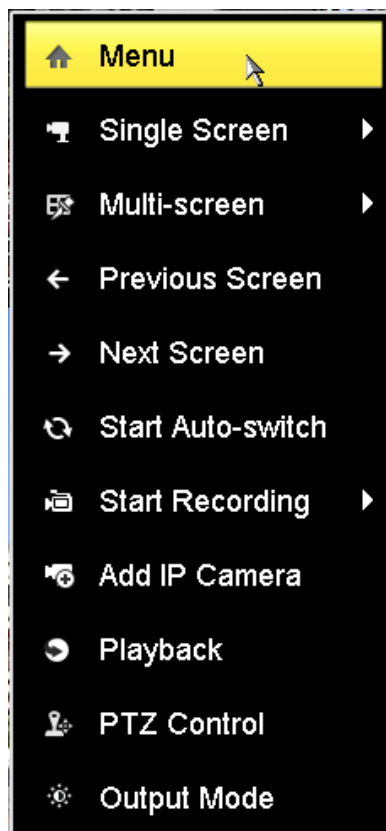 Menu
Single Screen
Multi-screen
Previous Screen
Next Screen
Start Auto-switch
Start Recording
Add IP Camera
Playback
PTZ Control
Output Mode